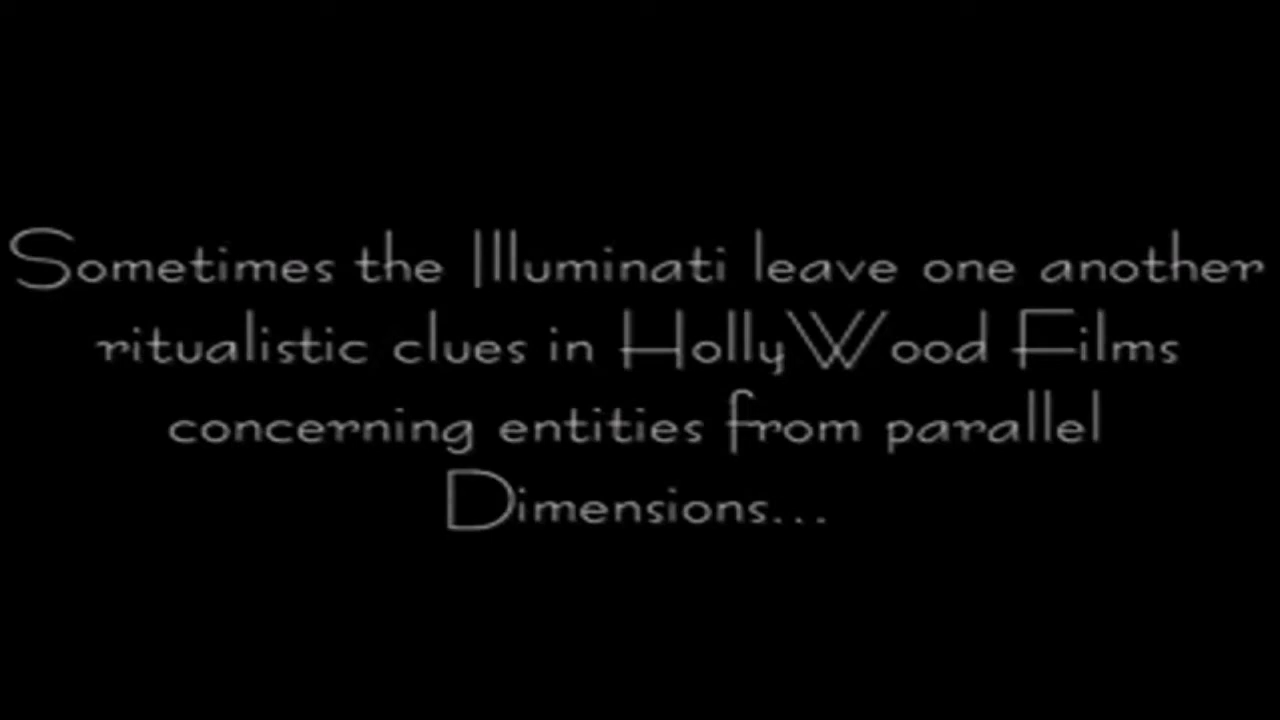 Sometimes the Illuminati leave one another
ritualistic clues in HollyWood Films
concerning entities from parallel
Dimensions...